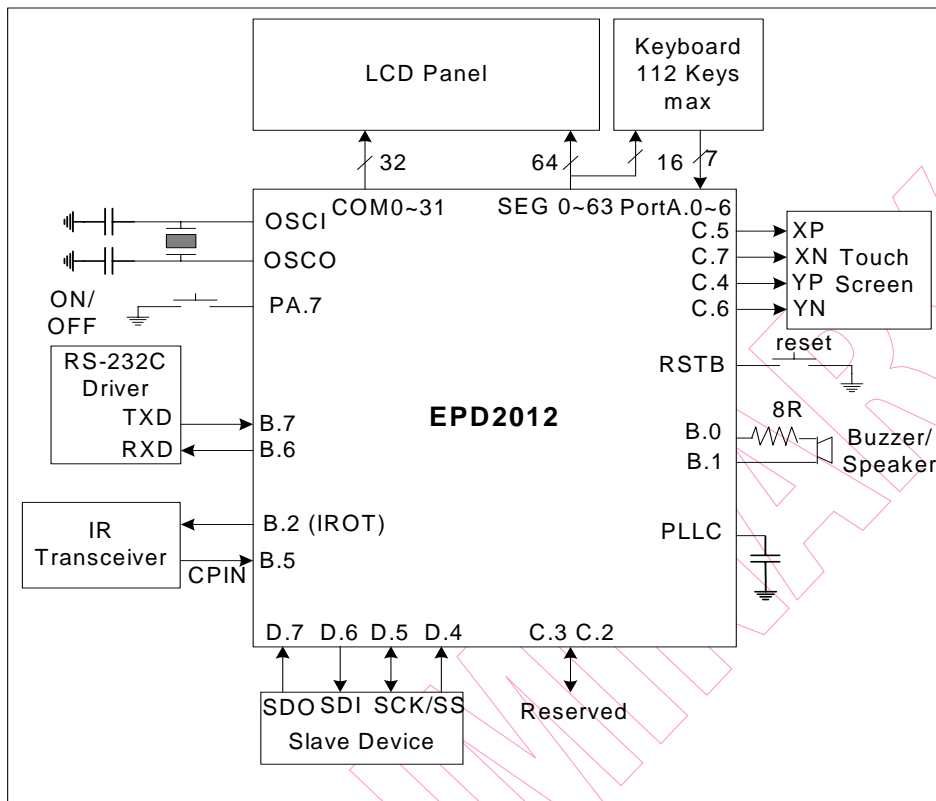 LCD Panel
Keyboard
112 Keys
max
32
64
16
7
COM0~31
SEG 0~63
PortA.0~6
OSCI
OSCO
ON/
OFF
PA.7
C.5
C.7
C.4
C.6
XP
XN
YP
YN
Touch
Screen
RS-232C
Driver
TXD
RXD
B.7
B.6
EPD2012
RSTB
reset
8R
B.0
B.1
Buzzer/
Speaker
IR
Transceiver
B.2 (IROT)
CPIN
B.5
PLLC
D.7
D.6
D.5
D.4
C.3 C.2
SDO
SDI
SCK/SS
Slave Device
Reserved